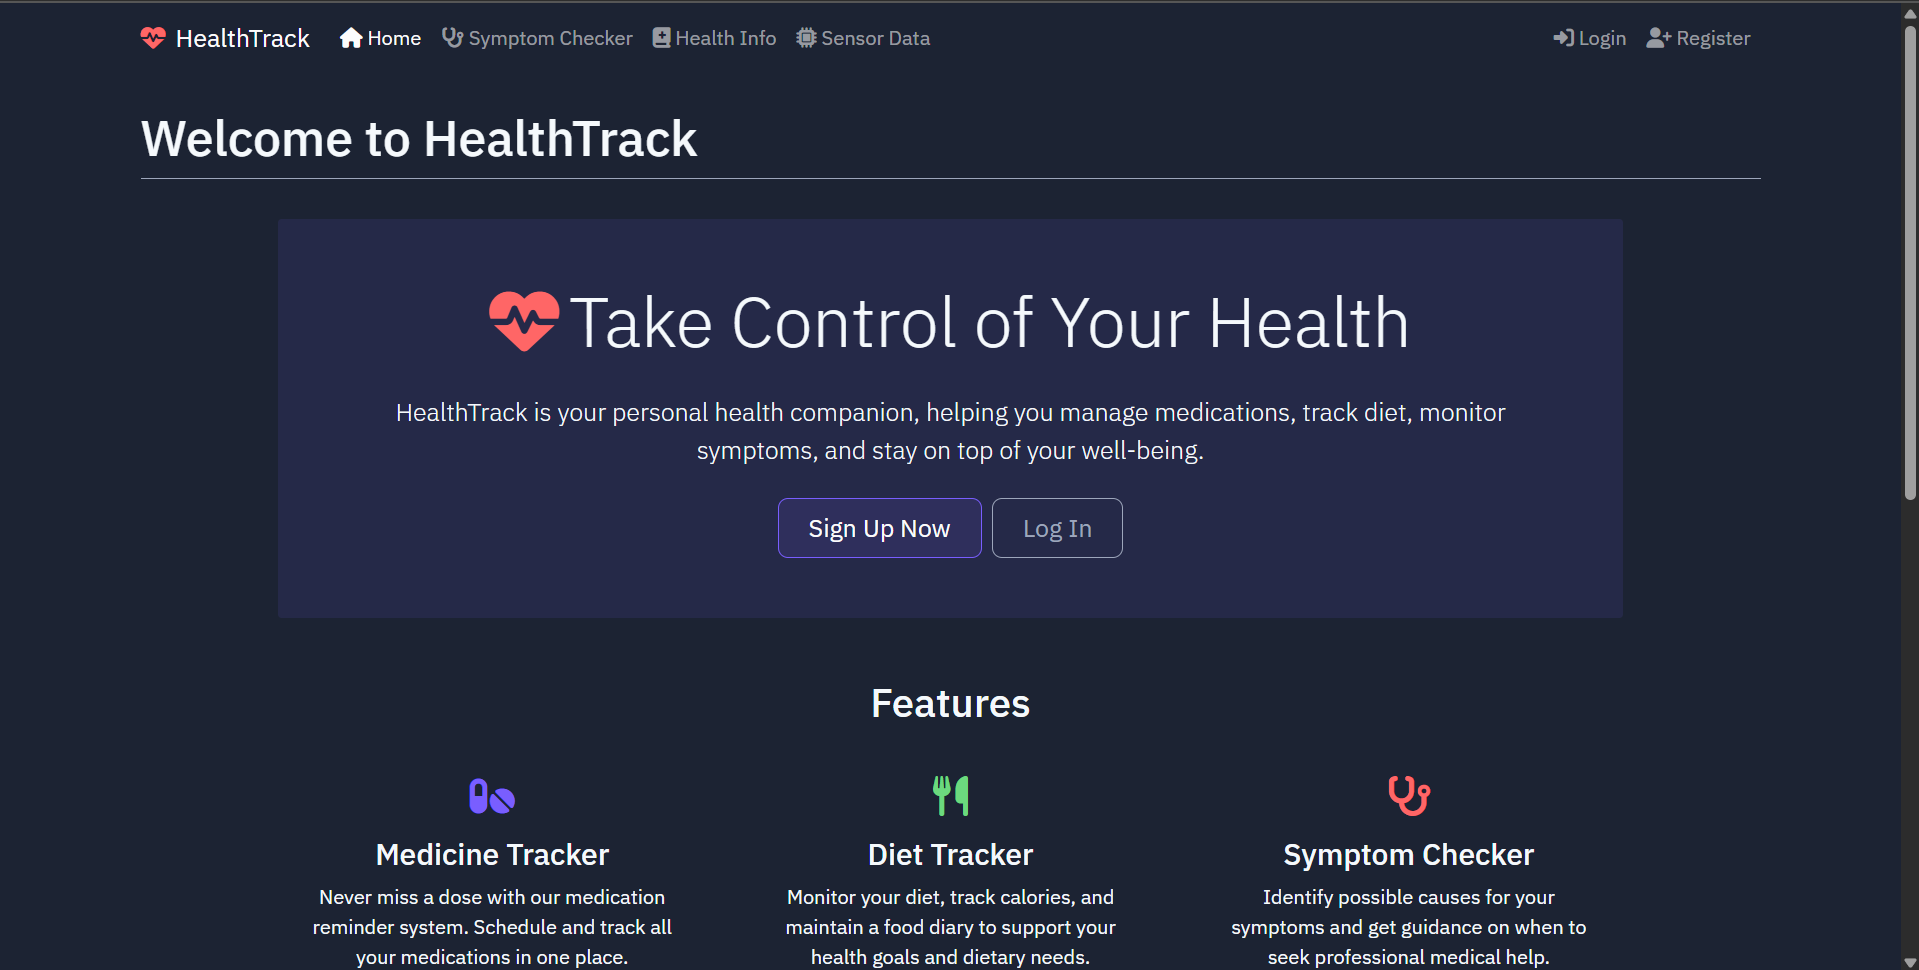 HealthTrack Home Symptom Checker Health Info Sensor Data Login Register
Welcome to HealthTrack
Take Control of Your Health
HealthTrack is your personal health companion, helping you manage medications, track diet, monitor
symptoms, and stay on top of your well-being.
Sign Up Now Log In
Features
Medicine Tracker
Never miss a dose with our medication
reminder system. Schedule and track all
your medications in one place.
Diet Tracker
Monitor your diet, track calories, and
maintain a food diary to support your
health goals and dietary needs.
Symptom Checker
Identify possible causes for your
symptoms and get guidance on when to
seek professional medical help.